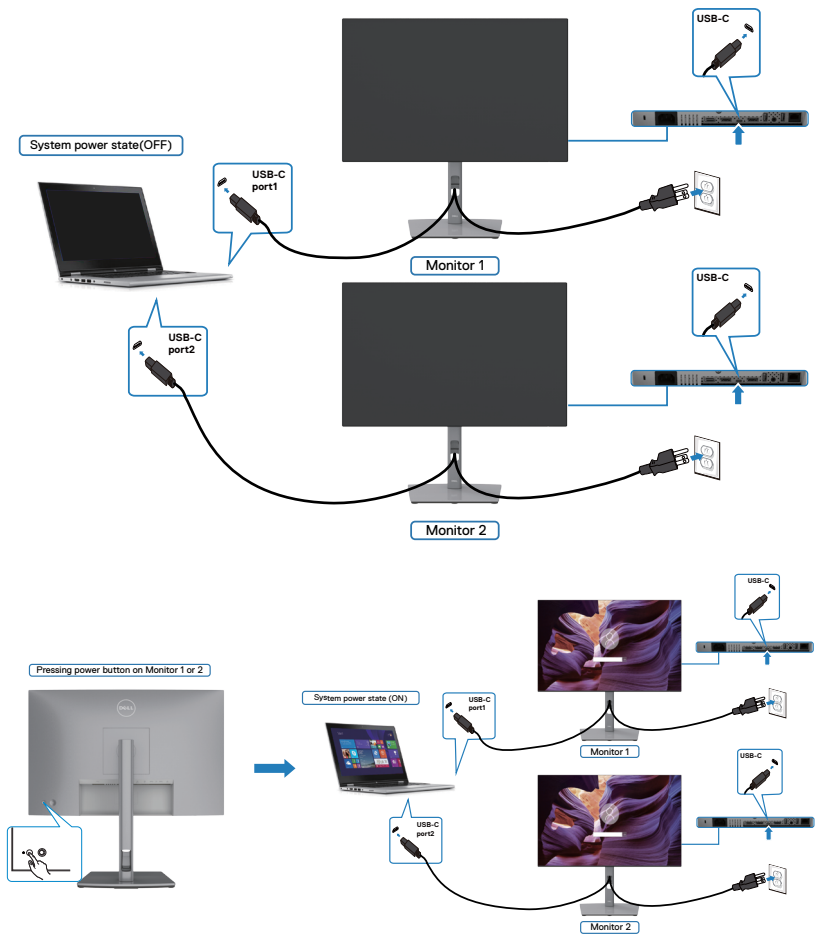 USB-C
System power state(OFF)
USB-C
port1
Monitor 1
USB-C
USB-C
port2
Monitor 2
USB-C
Pressing power button on Monitor 1 or 2
System power state (ON)
USB-C
port1
DELL
Monitor 1
USB-C
USB-C
port2
Monitor 2